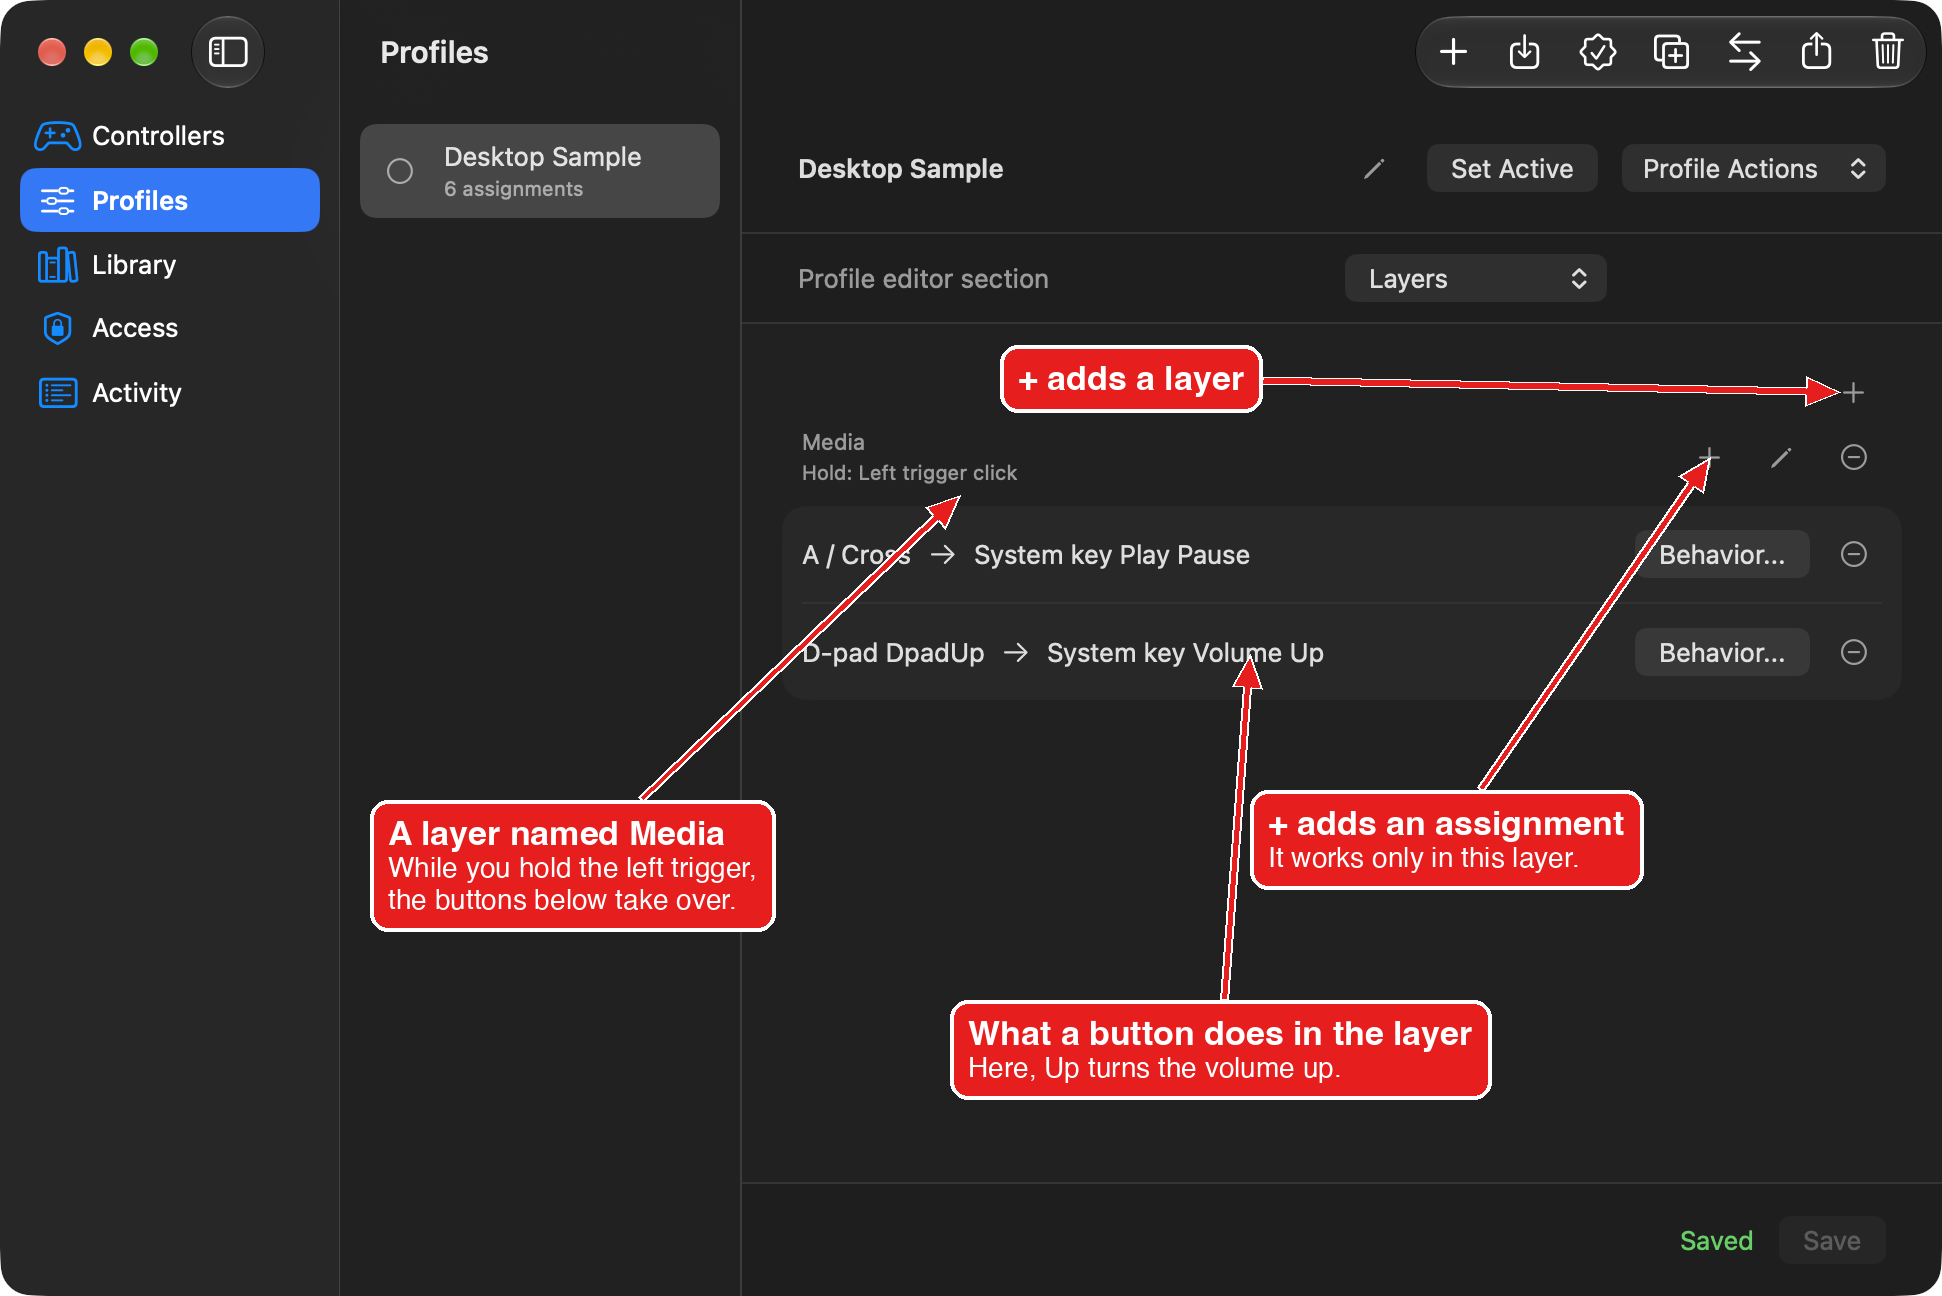 Profiles
Controllers
Profiles
Library
Access
Activity
Desktop Sample
6 assignments
Desktop Sample
Set Active
Profile Actions
Profile editor section
Layers
+ adds a layer
Media
Hold: Left trigger click
A / Cross → System key Play Pause
Behavior...
D-pad DpadUp → System key Volume Up
Behavior...
A layer named Media
While you hold the left trigger,
the buttons below take over.
+ adds an assignment
It works only in this layer.
What a button does in the layer
Here, Up turns the volume up.
Saved
Save